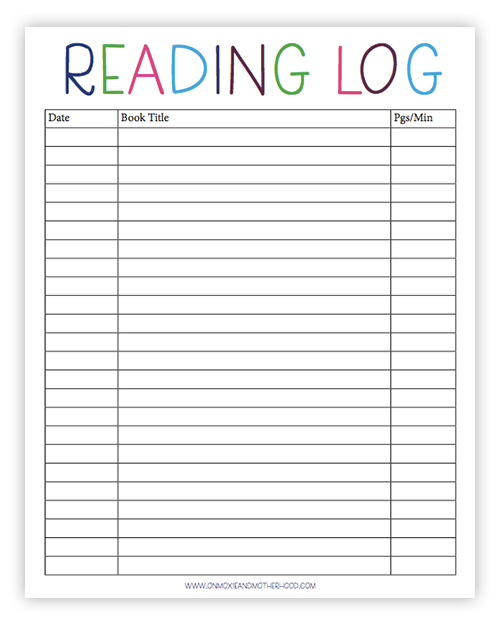 READING LOG
Date Book Title Pgs/Min
WWW.ONMOXIEANDMOTHERHOOD.COM